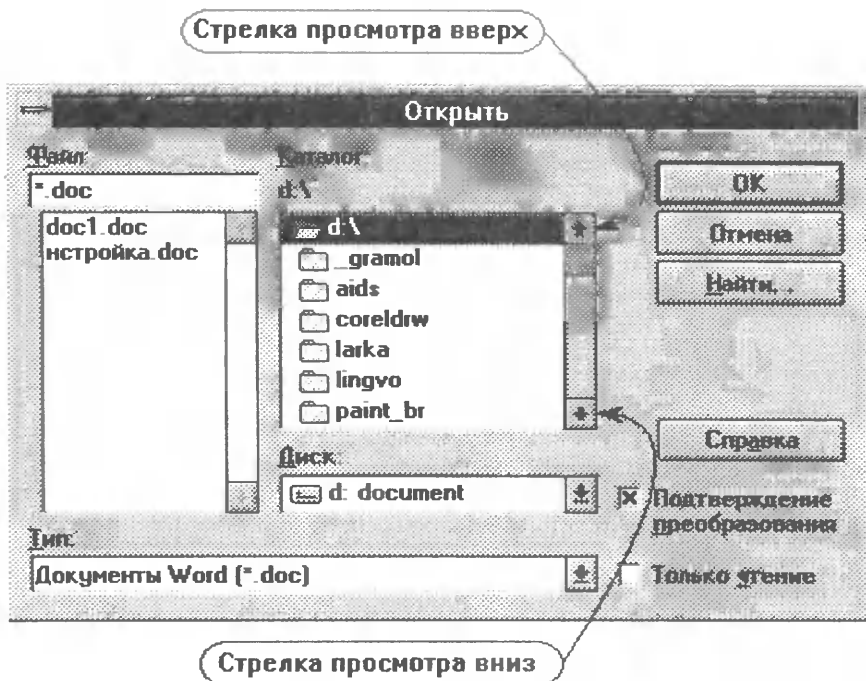 Стрелка просмотра вверх
Открыть
Файл:
*.doc
doc1.doc
нстройка.doc
Каталог:
d:\
d:\
_gramol
aids
coreldrw
larka
lingvo
paint_br
Диск:
d: document
Тип:
Документы Word (*.doc)
OK
Отмена
Найти...
Справка
Подтверждение
преобразования
Только чтение
Стрелка просмотра вниз